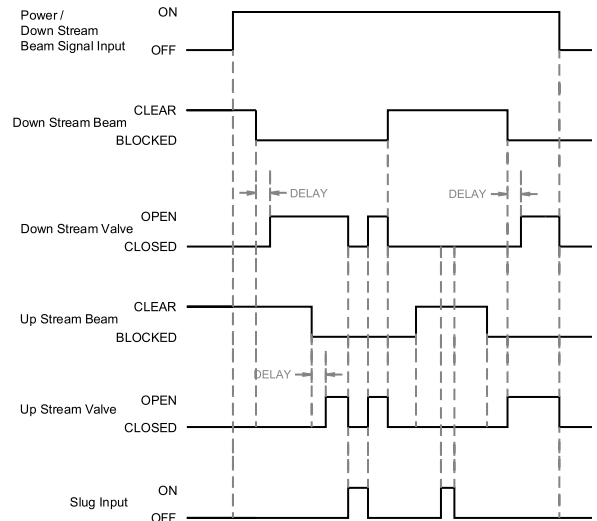 Power /
Down Stream
Beam Signal Input
ON
OFF
Down Stream Beam
CLEAR
BLOCKED
DELAY
DELAY
Down Stream Valve
OPEN
CLOSED
Up Stream Beam
CLEAR
BLOCKED
DELAY
Up Stream Valve
OPEN
CLOSED
Slug Input
ON
OFF